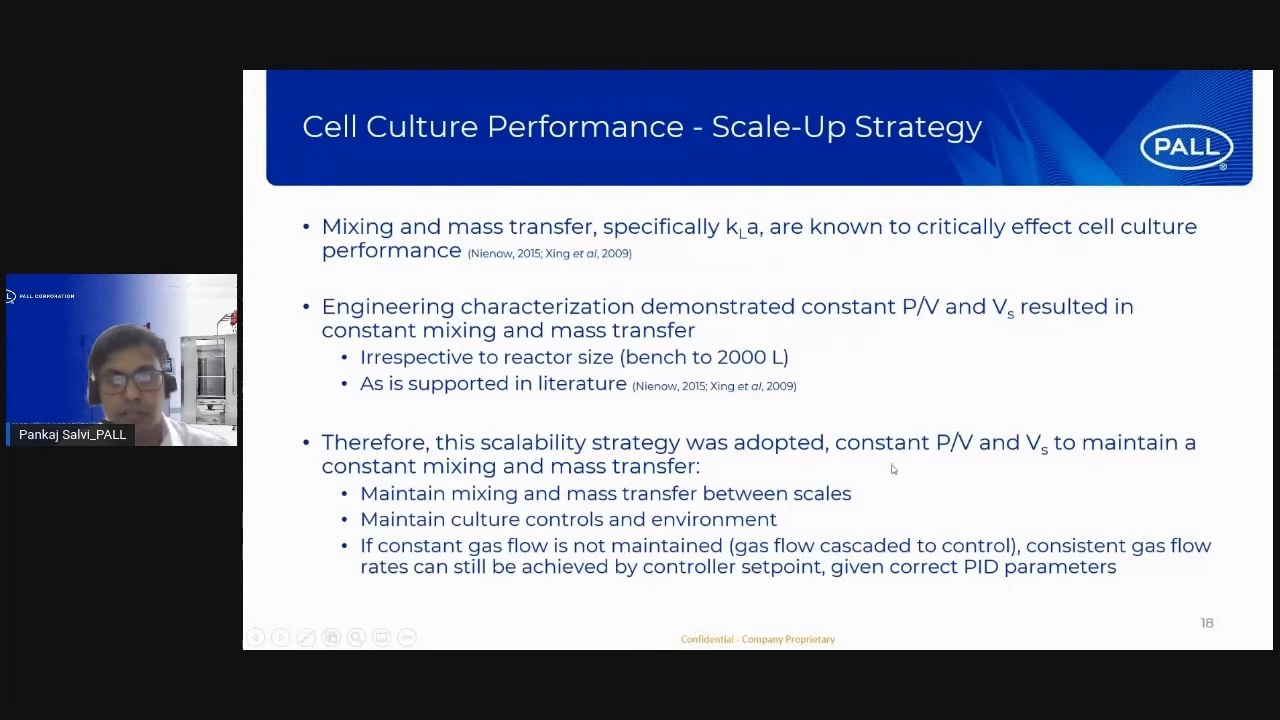 Cell Culture Performance - Scale-Up Strategy
PALL
®
• Mixing and mass transfer, specifically kLa, are known to critically effect cell culture
performance (Nienow, 2015; Xing et al, 2009)
• Engineering characterization demonstrated constant P/V and Vs resulted in
constant mixing and mass transfer
• Irrespective to reactor size (bench to 2000 L)
• As is supported in literature (Nienow, 2015; Xing et al, 2009)
• Therefore, this scalability strategy was adopted, constant P/V and Vs to maintain a
constant mixing and mass transfer:
• Maintain mixing and mass transfer between scales
• Maintain culture controls and environment
• If constant gas flow is not maintained (gas flow cascaded to control), consistent gas flow
rates can still be achieved by controller setpoint, given correct PID parameters
18
Confidential - Company Proprietary
PALL CORPORATION
Pankaj Salvi_PALL